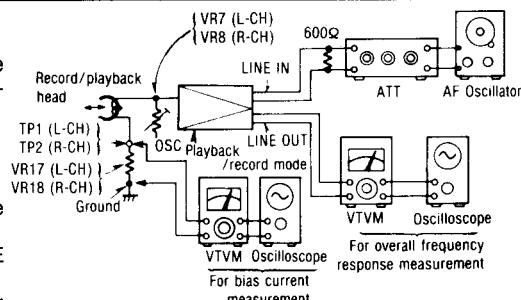 VR7 (L-CH)
VR8 (R-CH)
600Ω
LINE IN
ATT
AF Oscillator
Record/playback
head
OSC
TP1 (L-CH)
TP2 (R-CH)
VR17 (L-CH)
VR18 (R-CH)
Ground
Playback
/record mode
LINE OUT
VTVM
Oscilloscope
For overall frequency
response measurement
VTVM
Oscilloscope
For bias current
measurement
e
e
E